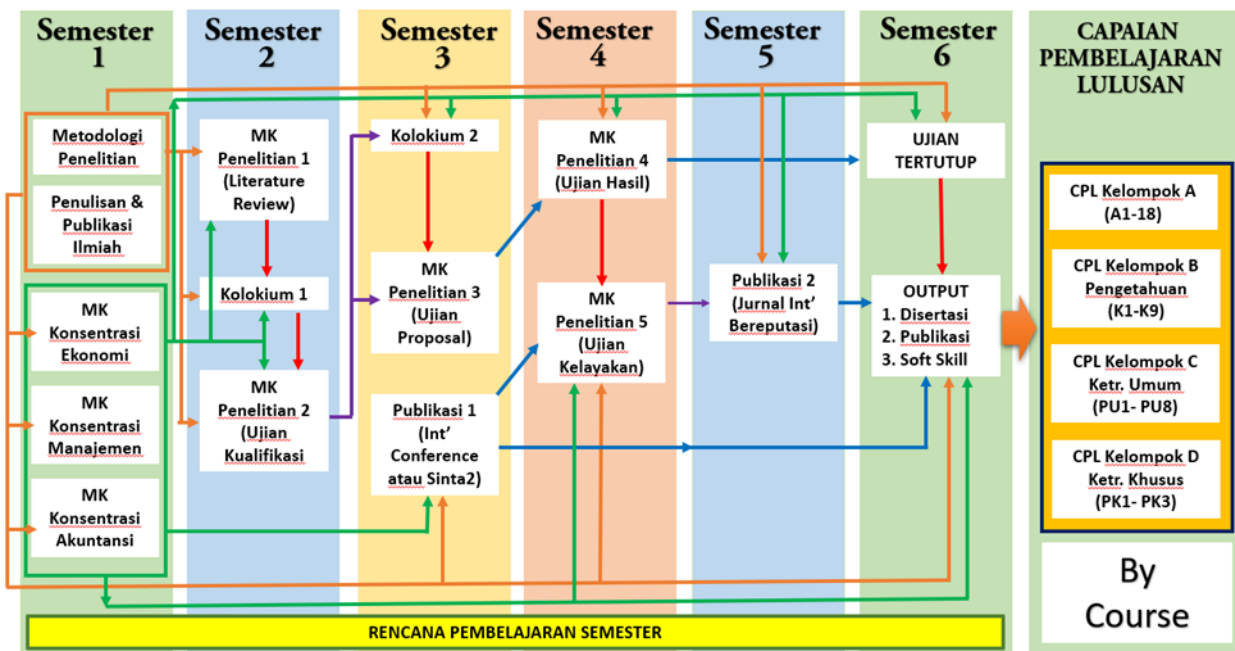 Semester
1
Semester
2
Semester
3
Semester
4
Semester
5
Semester
6
CAPAIAN
PEMBELAJARAN
LULUSAN
Metodologi
Penelitian
Penulisan &
Publikasi
Ilmiah
MK
Konsentrasi
Ekonomi
MK
Konsentrasi
Manajemen
MK
Konsentrasi
Akuntansi
MK
Penelitian 1
(Literature
Review)
Kolokium 1
MK
Penelitian 2
(Ujian
Kualifikasi
Kolokium 2
MK
Penelitian 3
(Ujian
Proposal)
Publikasi 1
(Int'
Conference
atau Sinta2)
MK
Penelitian 4
(Ujian Hasil)
MK
Penelitian 5
(Ujian
Kelayakan)
Publikasi 2
(Jurnal Int'
Bereputasi)
UJIAN
TERTUTUP
OUTPUT
1. Disertasi
2. Publikasi
3. Soft Skill
CPL Kelompok A
(A1-18)
CPL Kelompok B
Pengetahuan
(K1-K9)
CPL Kelompok C
Ketr. Umum
(PU1- PU8)
CPL Kelompok D
Ketr. Khusus
(PK1- PK3)
By
Course
RENCANA PEMBELAJARAN SEMESTER